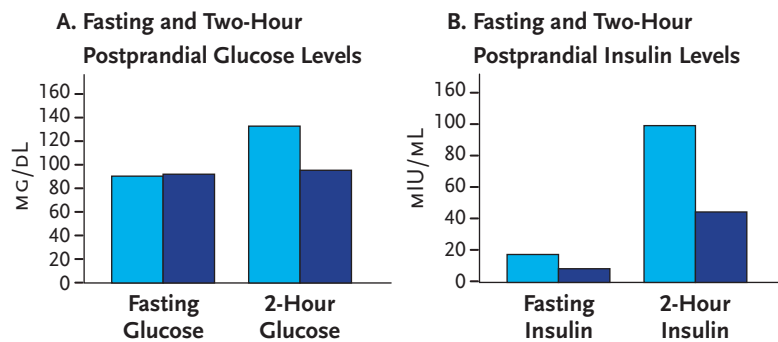 A. Fasting and Two-Hour
Postprandial Glucose Levels
160
140
120
100
80
60
40
20
0
MG/DL
Fasting
Glucose
2-Hour
Glucose
B. Fasting and Two-Hour
Postprandial Insulin Levels
160
100
80
60
40
20
0
MIU/ML
Fasting
Insulin
2-Hour
Insulin